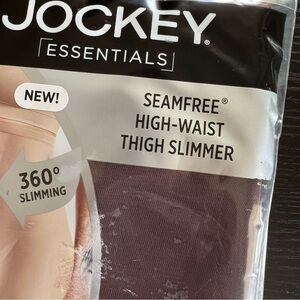 JOCKEY®
[ESSENTIALS]
NEW!
SEAMFREE®
HIGH-WAIST
THIGH SLIMMER
360°
SLIMMING